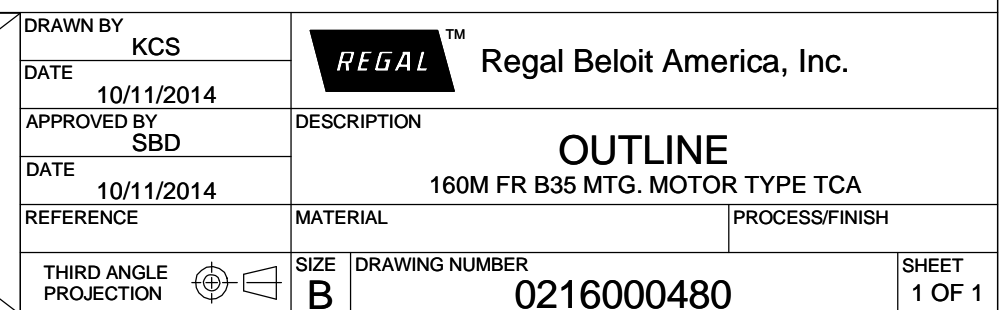 DRAWN BY
KCS
DATE
10/11/2014
APPROVED BY
SBD
DATE
10/11/2014
REFERENCE
THIRD ANGLE
PROJECTION
REGAL TM Regal Beloit America, Inc.
DESCRIPTION
OUTLINE
160M FR B35 MTG. MOTOR TYPE TCA
MATERIAL
PROCESS/FINISH
SIZE
B
DRAWING NUMBER
0216000480
SHEET
1 OF 1